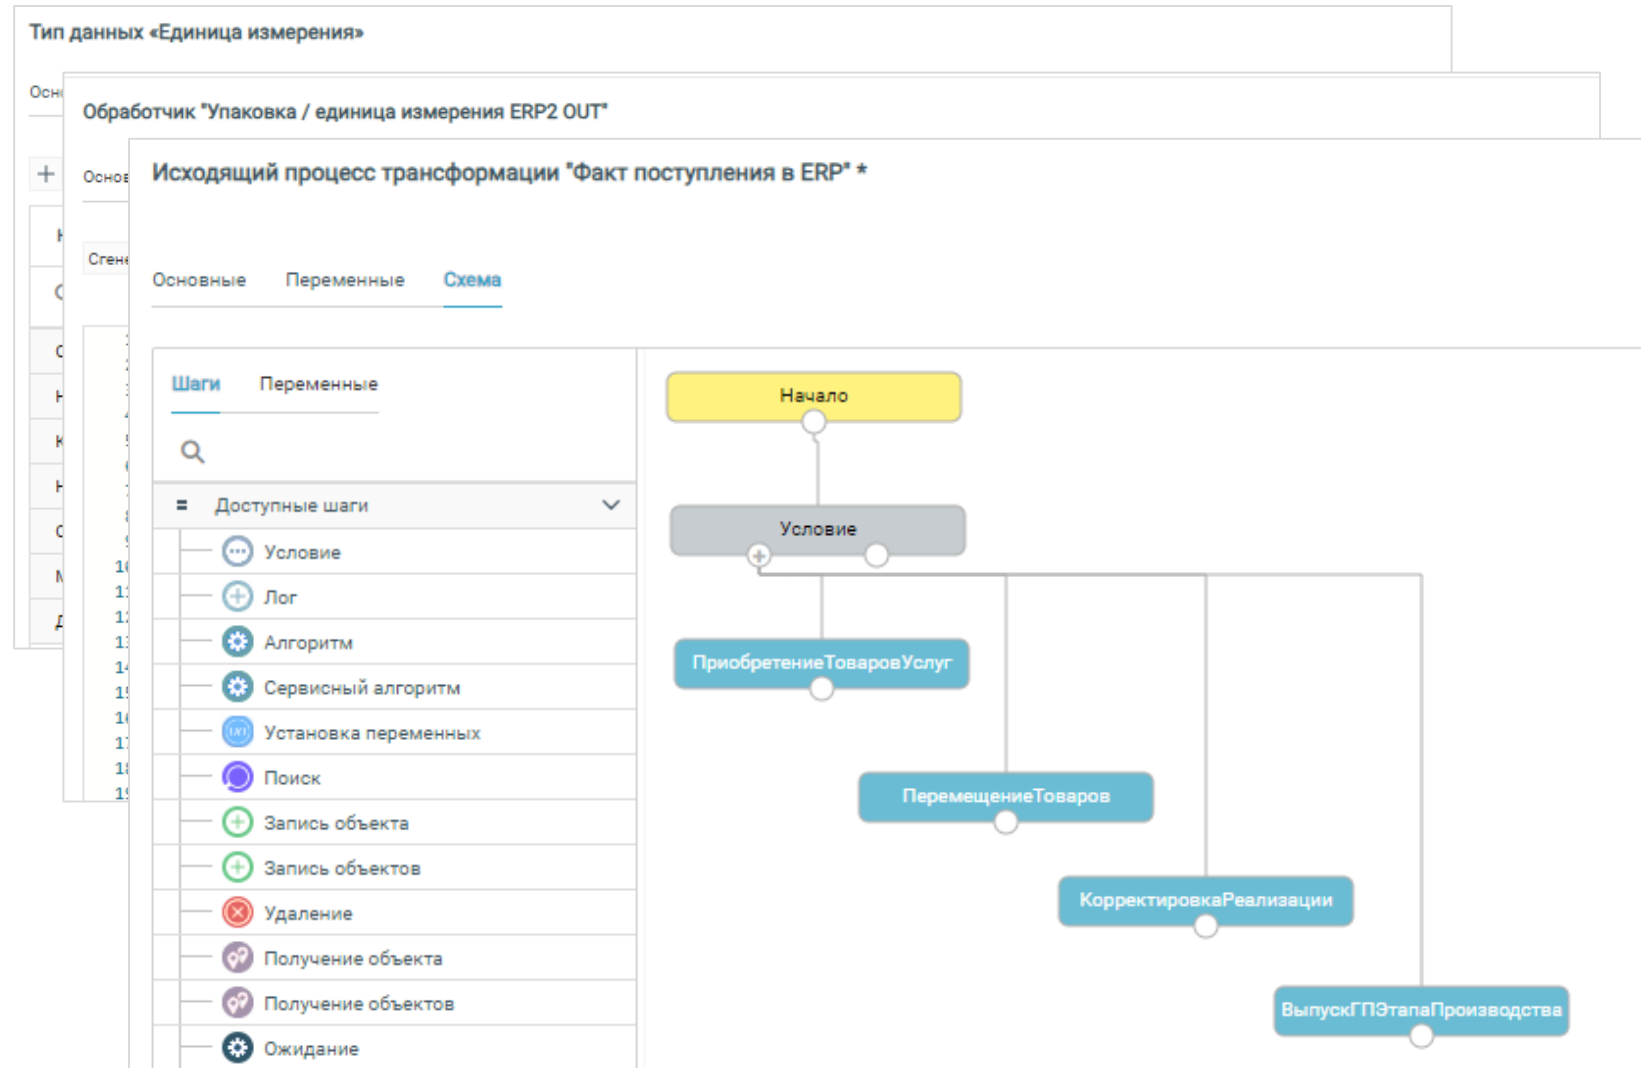 Тип данных «Единица измерения»
Обработчик "Упаковка / единица измерения ERP2 OUT"
Исходящий процесс трансформации "Факт поступления в ERP" *
Основные Переменные Схема
Шаги Переменные
Доступные шаги
Условие
Лог
Алгоритм
Сервисный алгоритм
Установка переменных
Поиск
Запись объекта
Запись объектов
Удаление
Получение объекта
Получение объектов
Ожидание
Начало
Условие
ПриобретениеТоваровУслуг
ПеремещениеТоваров
КорректировкаРеализации
ВыпускГПЭтапаПроизводства